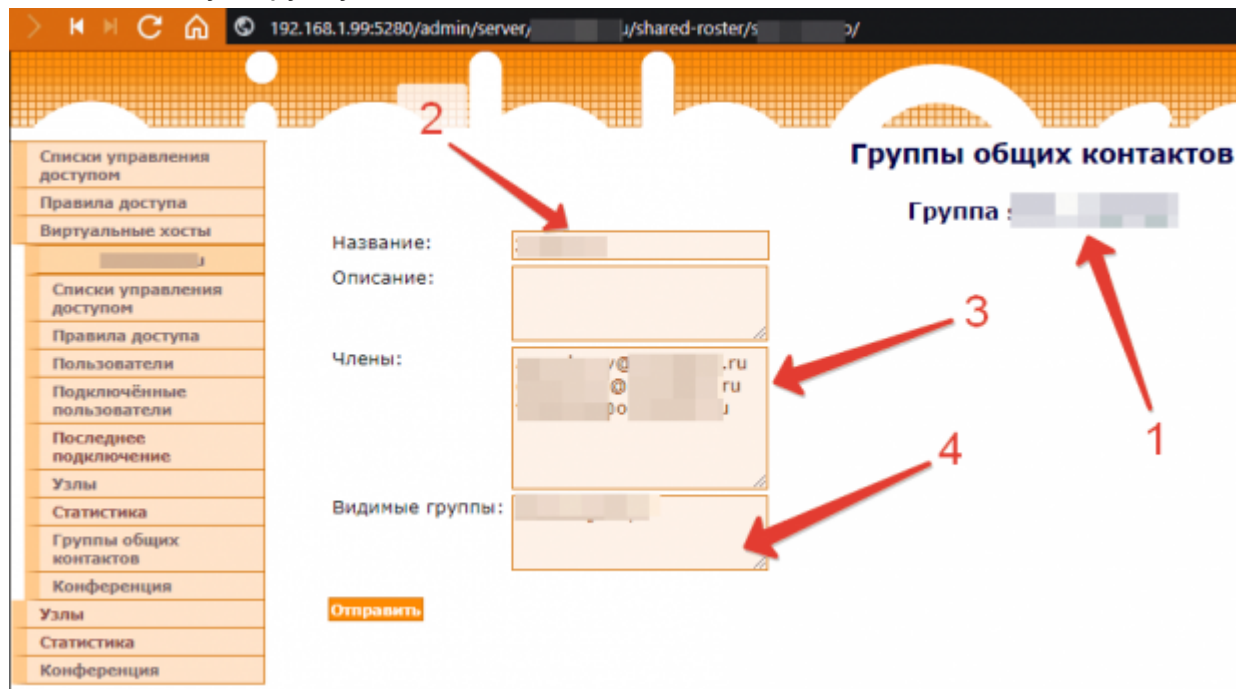 192.168.1.99:5280/admin/server/ u/shared-roster/s o/
2
Списки управления
доступом
Правила доступа
Виртуальные хосты
Списки управления
доступом
Правила доступа
Пользователи
Подключённые
пользователи
Последнее
подключение
Узлы
Статистика
Группы общих
контактов
Конференция
Узлы
Статистика
Конференция
Группы общих контактов
Группа
1
Название:
Описание:
Члены:
@ .ru
@ ru
3
Видимые группы:
4
Отправить